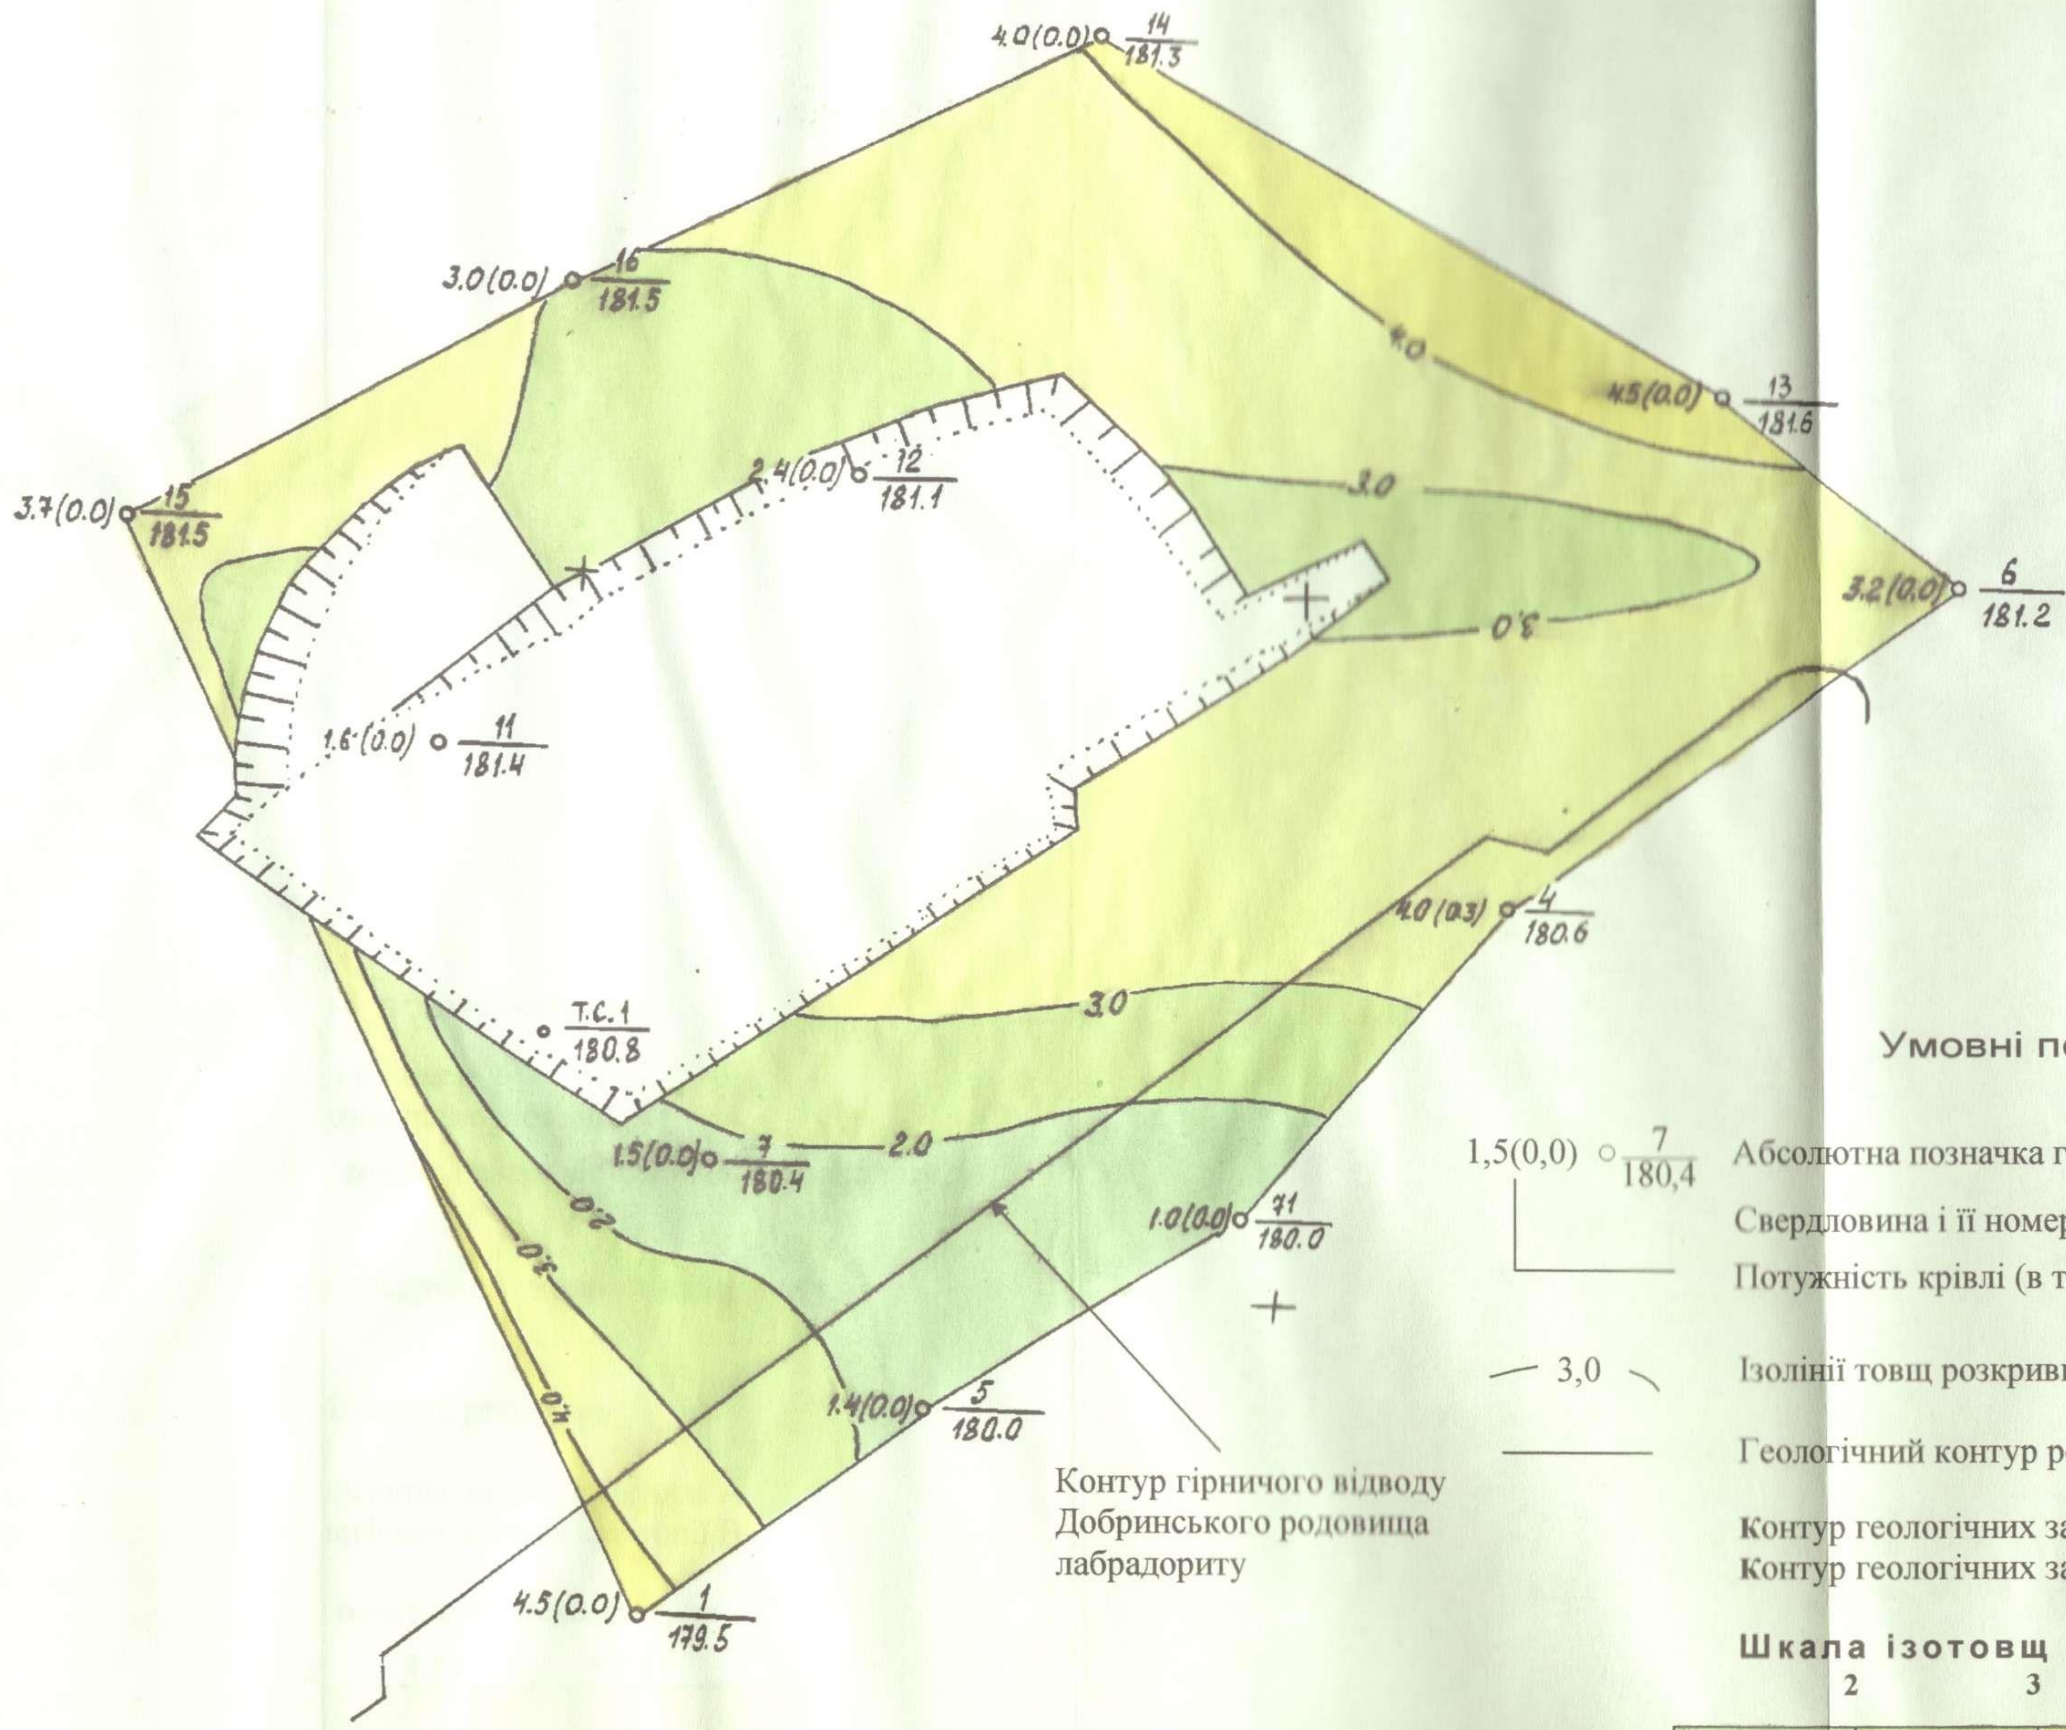 4.0(0.0) 14
181.3
3.0(0.0) 16
181.5
4.0
4.5(0.0) 13
181.6
2.4(0.0) 12
181.1
3.0
3.7(0.0) 15
181.5
3.2(0.0) 6
181.2
3.0
1.6(0.0) 11
181.4
4.0(0.3) 4
180.6
3.0
Т.С.1
180.8
2.0
1.5(0.0) 7
180.4
2.0
3.0
1.0(0.0) 71
180.0
4.0
1.4(0.0) 5
180.0
4.5(0.0) 1
179.5
Контур гірничого відводу
Добринського родовища
лабрадориту
Умовні
1,5(0,0) 7
180,4
Абсолютна позначка
Свердловина і її номер
Потужність крівлі (в
3,0 Ізолінії товщ
Геологічний контур
Контур геологічних
Контур геологічних
Шкала ізотовщ
2 3